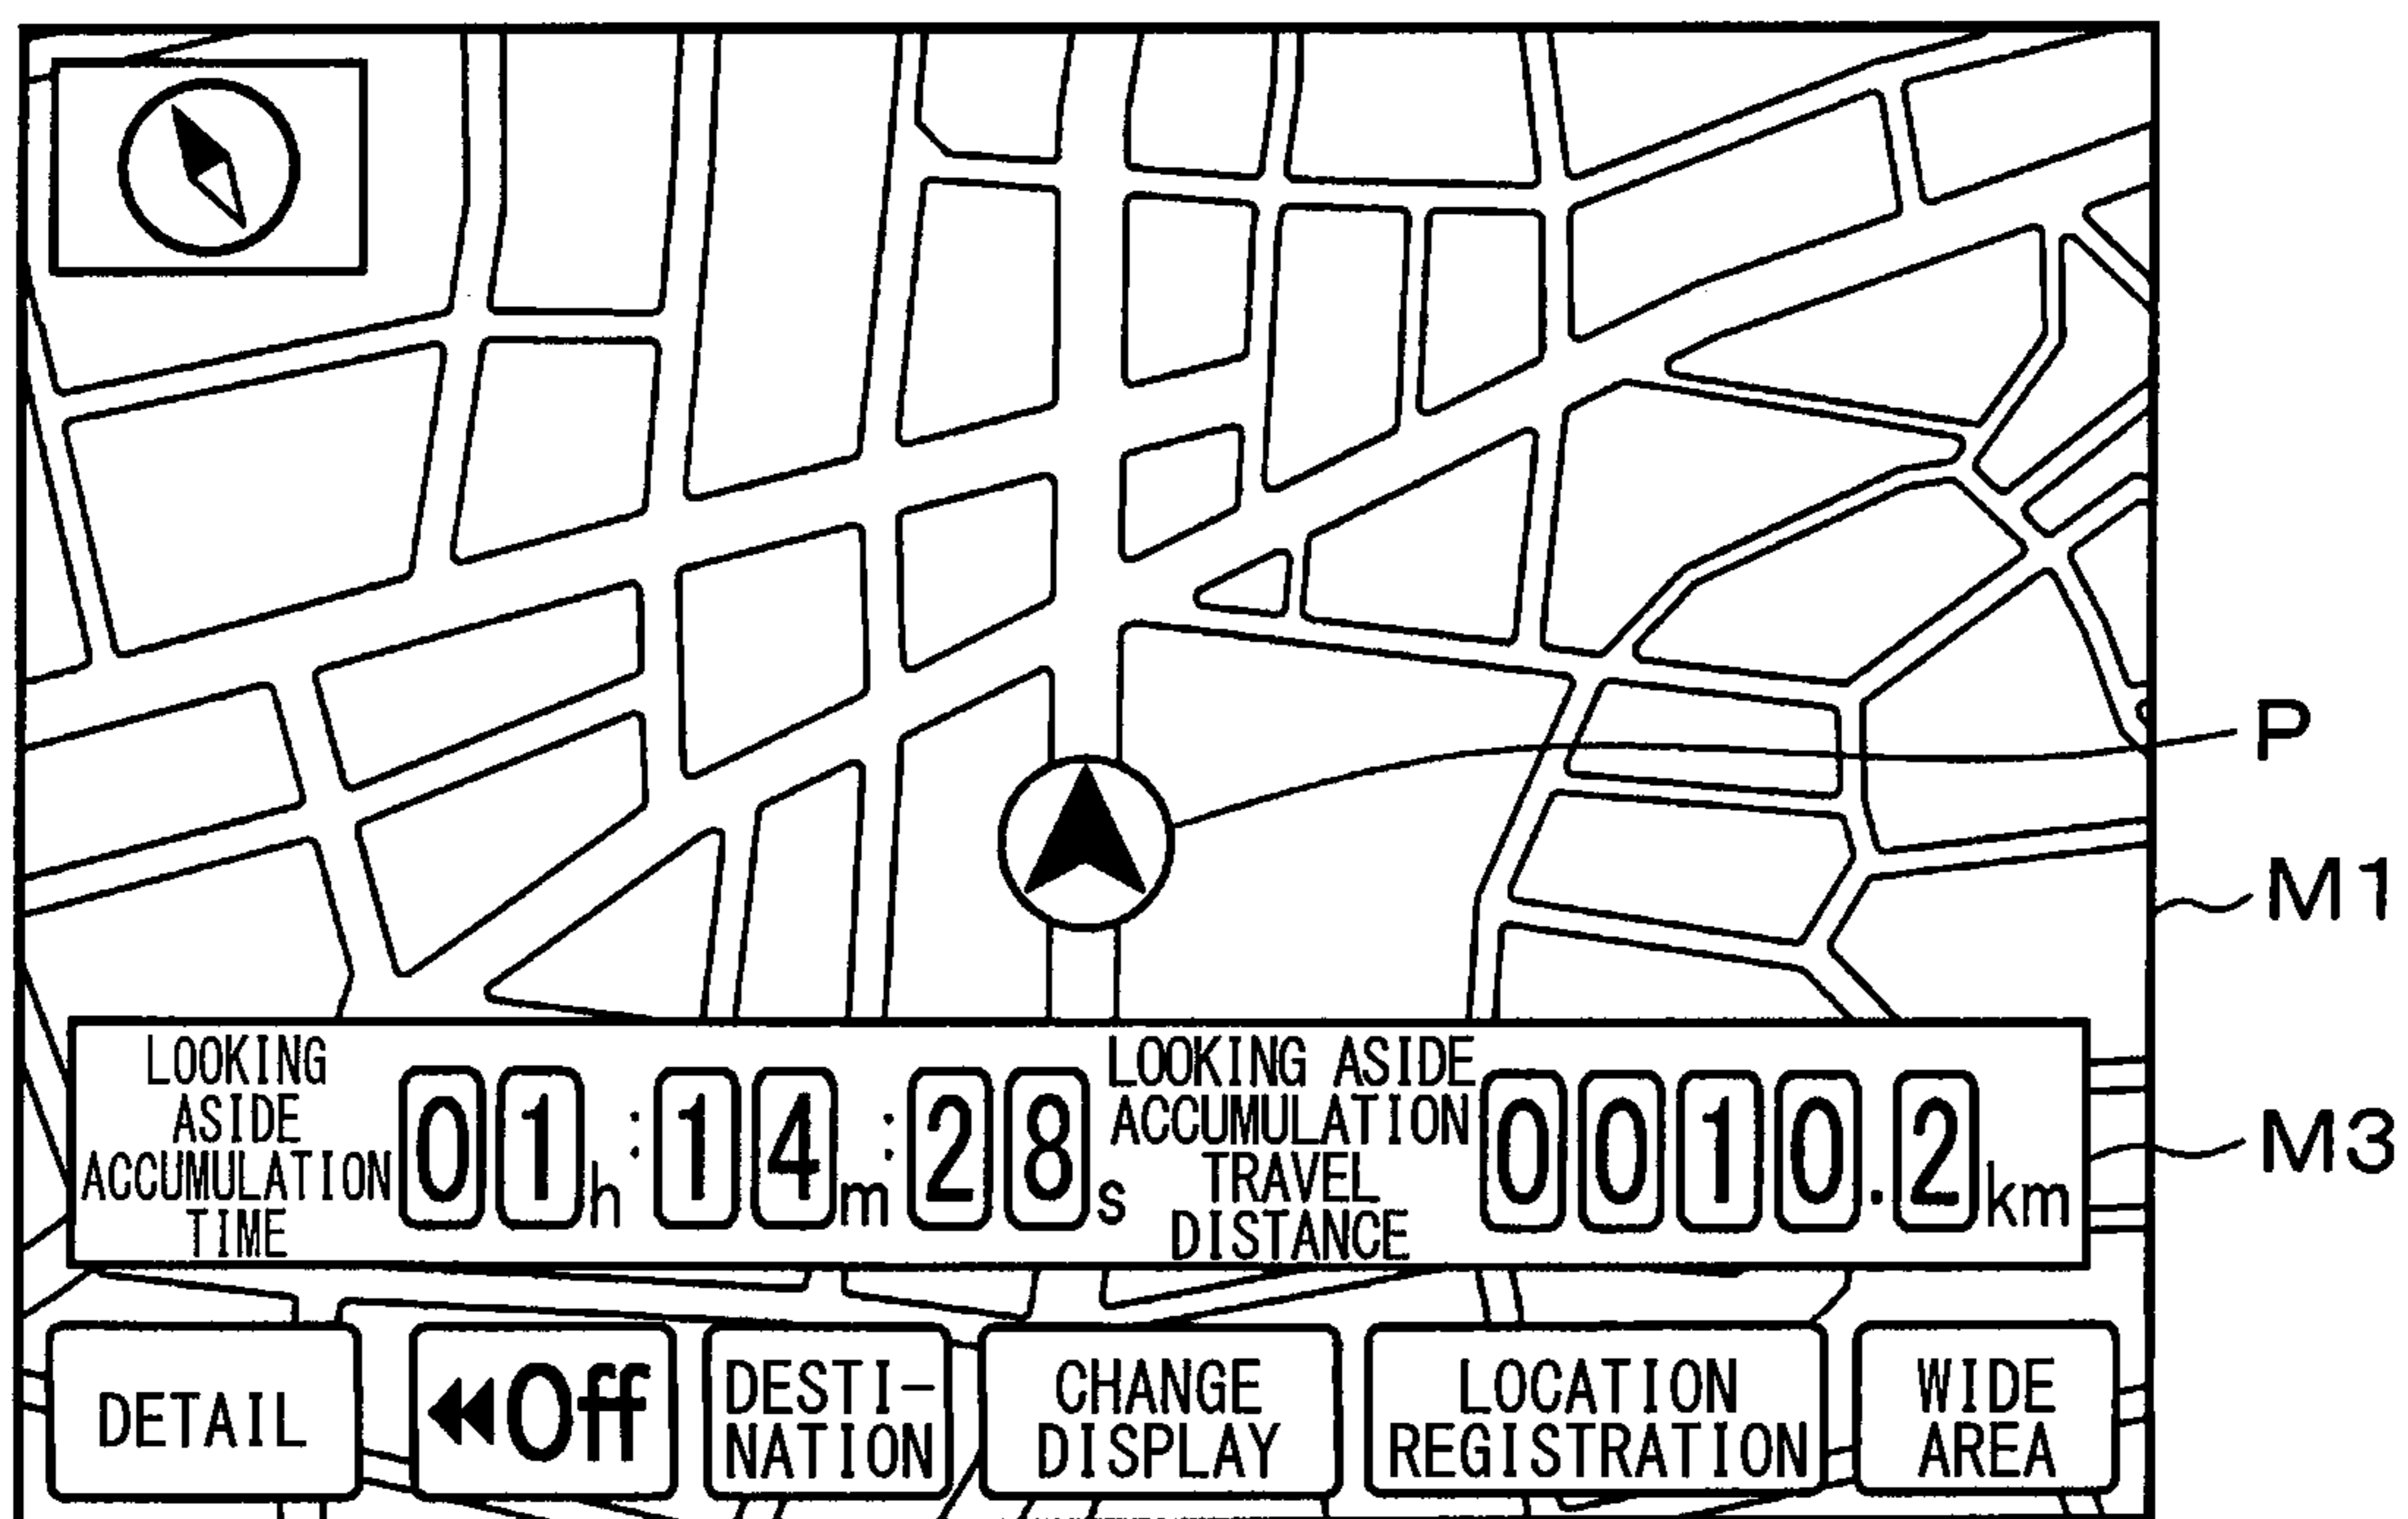 P
M1
LOOKING
ASIDE
ACCUMULATION
TIME
01h:14m:28s
LOOKING ASIDE
ACCUMULATION
TRAVEL
DISTANCE
0010.2km
M3
DETAIL
Off
DESTI-
NATION
CHANGE
DISPLAY
LOCATION
REGISTRATION
WIDE
AREA